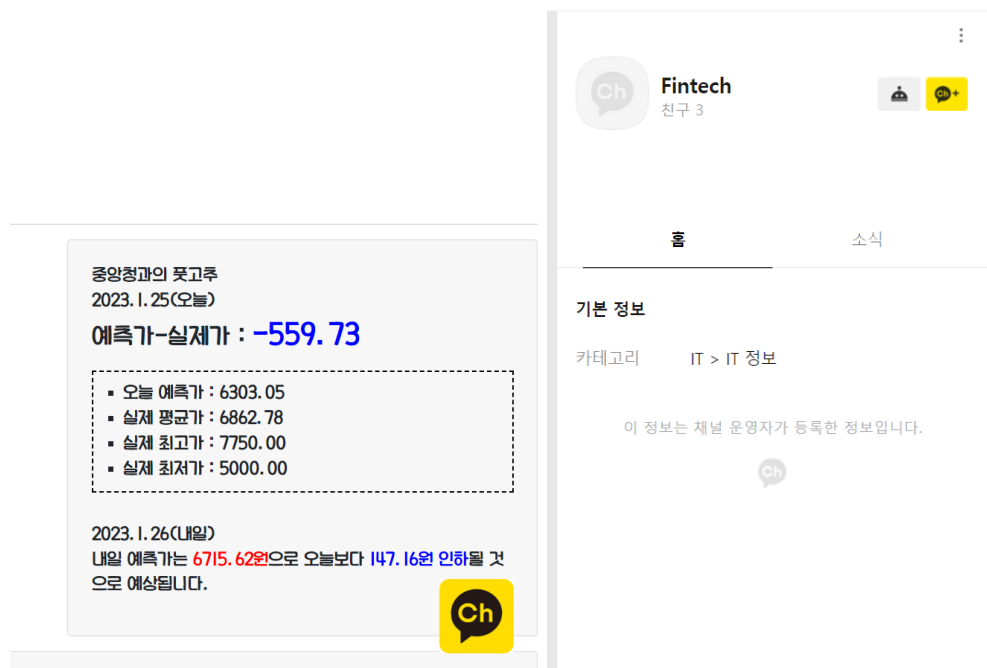 중앙청과의 풋고추
2023.1.25(오늘)
예측가-실제가 : -559.73
오늘 예측가 : 6303.05
실제 평균가 : 6862.78
실제 최고가 : 7750.00
실제 최저가 : 5000.00
2023.1.26(내일)
내일 예측가는 6715.62원으로 오늘보다 147.16원 인하될 것
으로 예상됩니다.
Ch
Ch
Fintech
친구 3
Ch+
홈
소식
기본 정보
카테고리 IT > IT 정보
이 정보는 채널 운영자가 등록한 정보입니다.
Ch